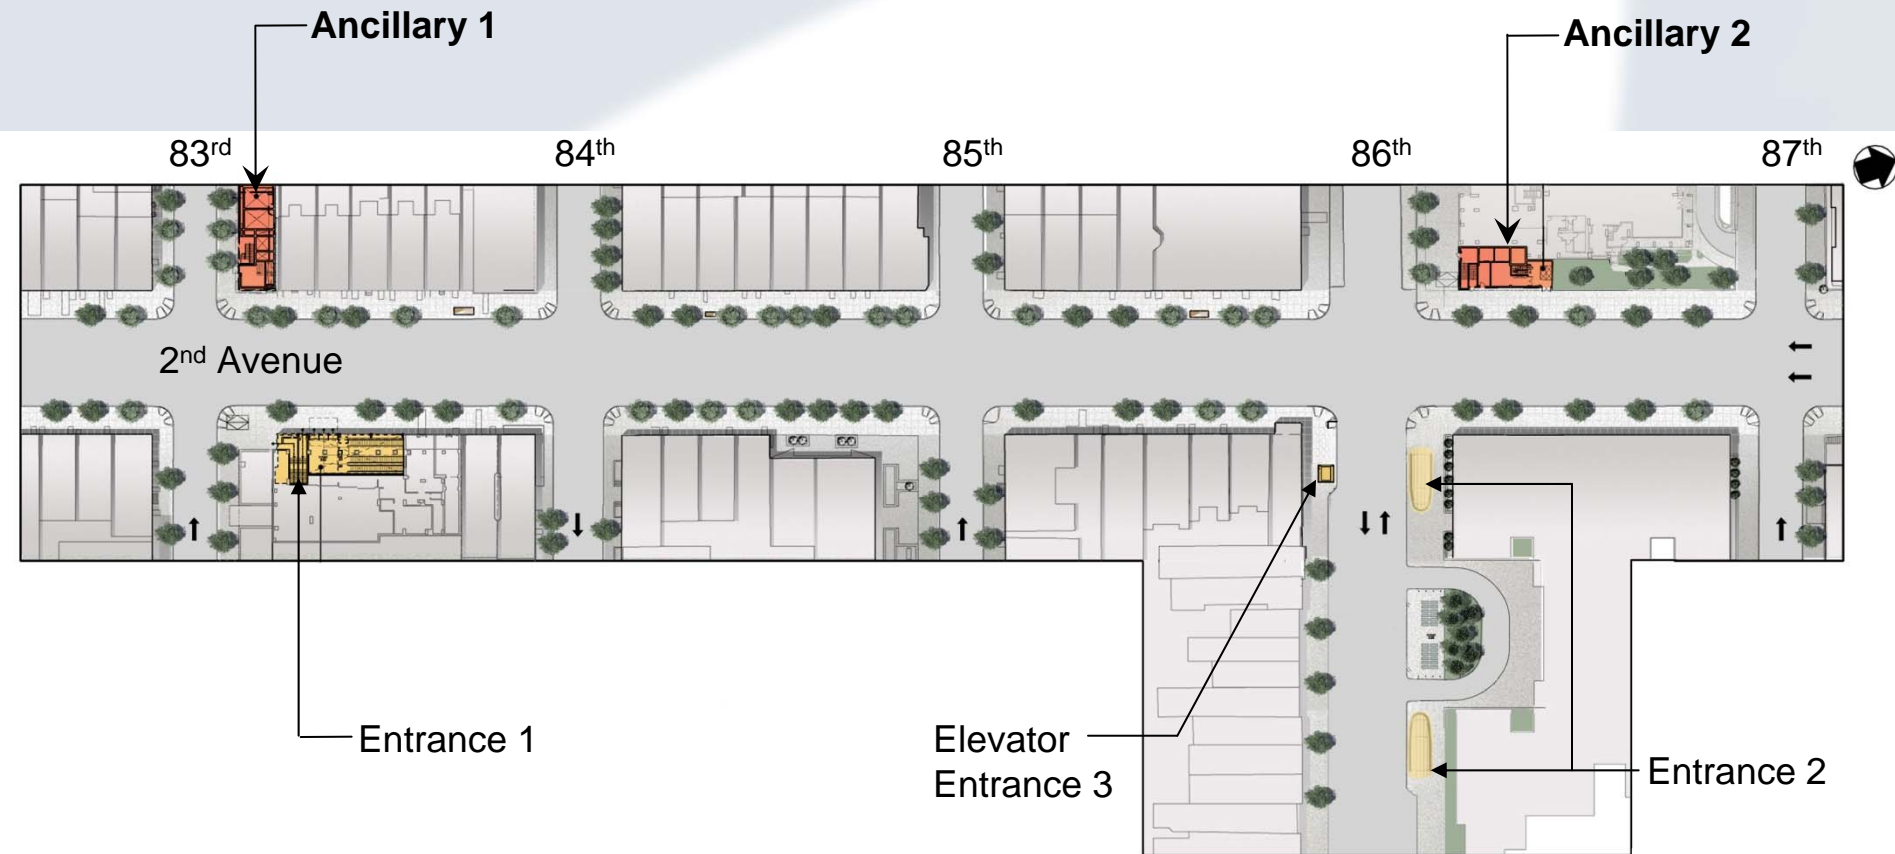 Ancillary 1
Ancillary 2
83rd
84th
85th
86th
87th
2nd Avenue
Entrance 1
Elevator
Entrance 3
Entrance 2